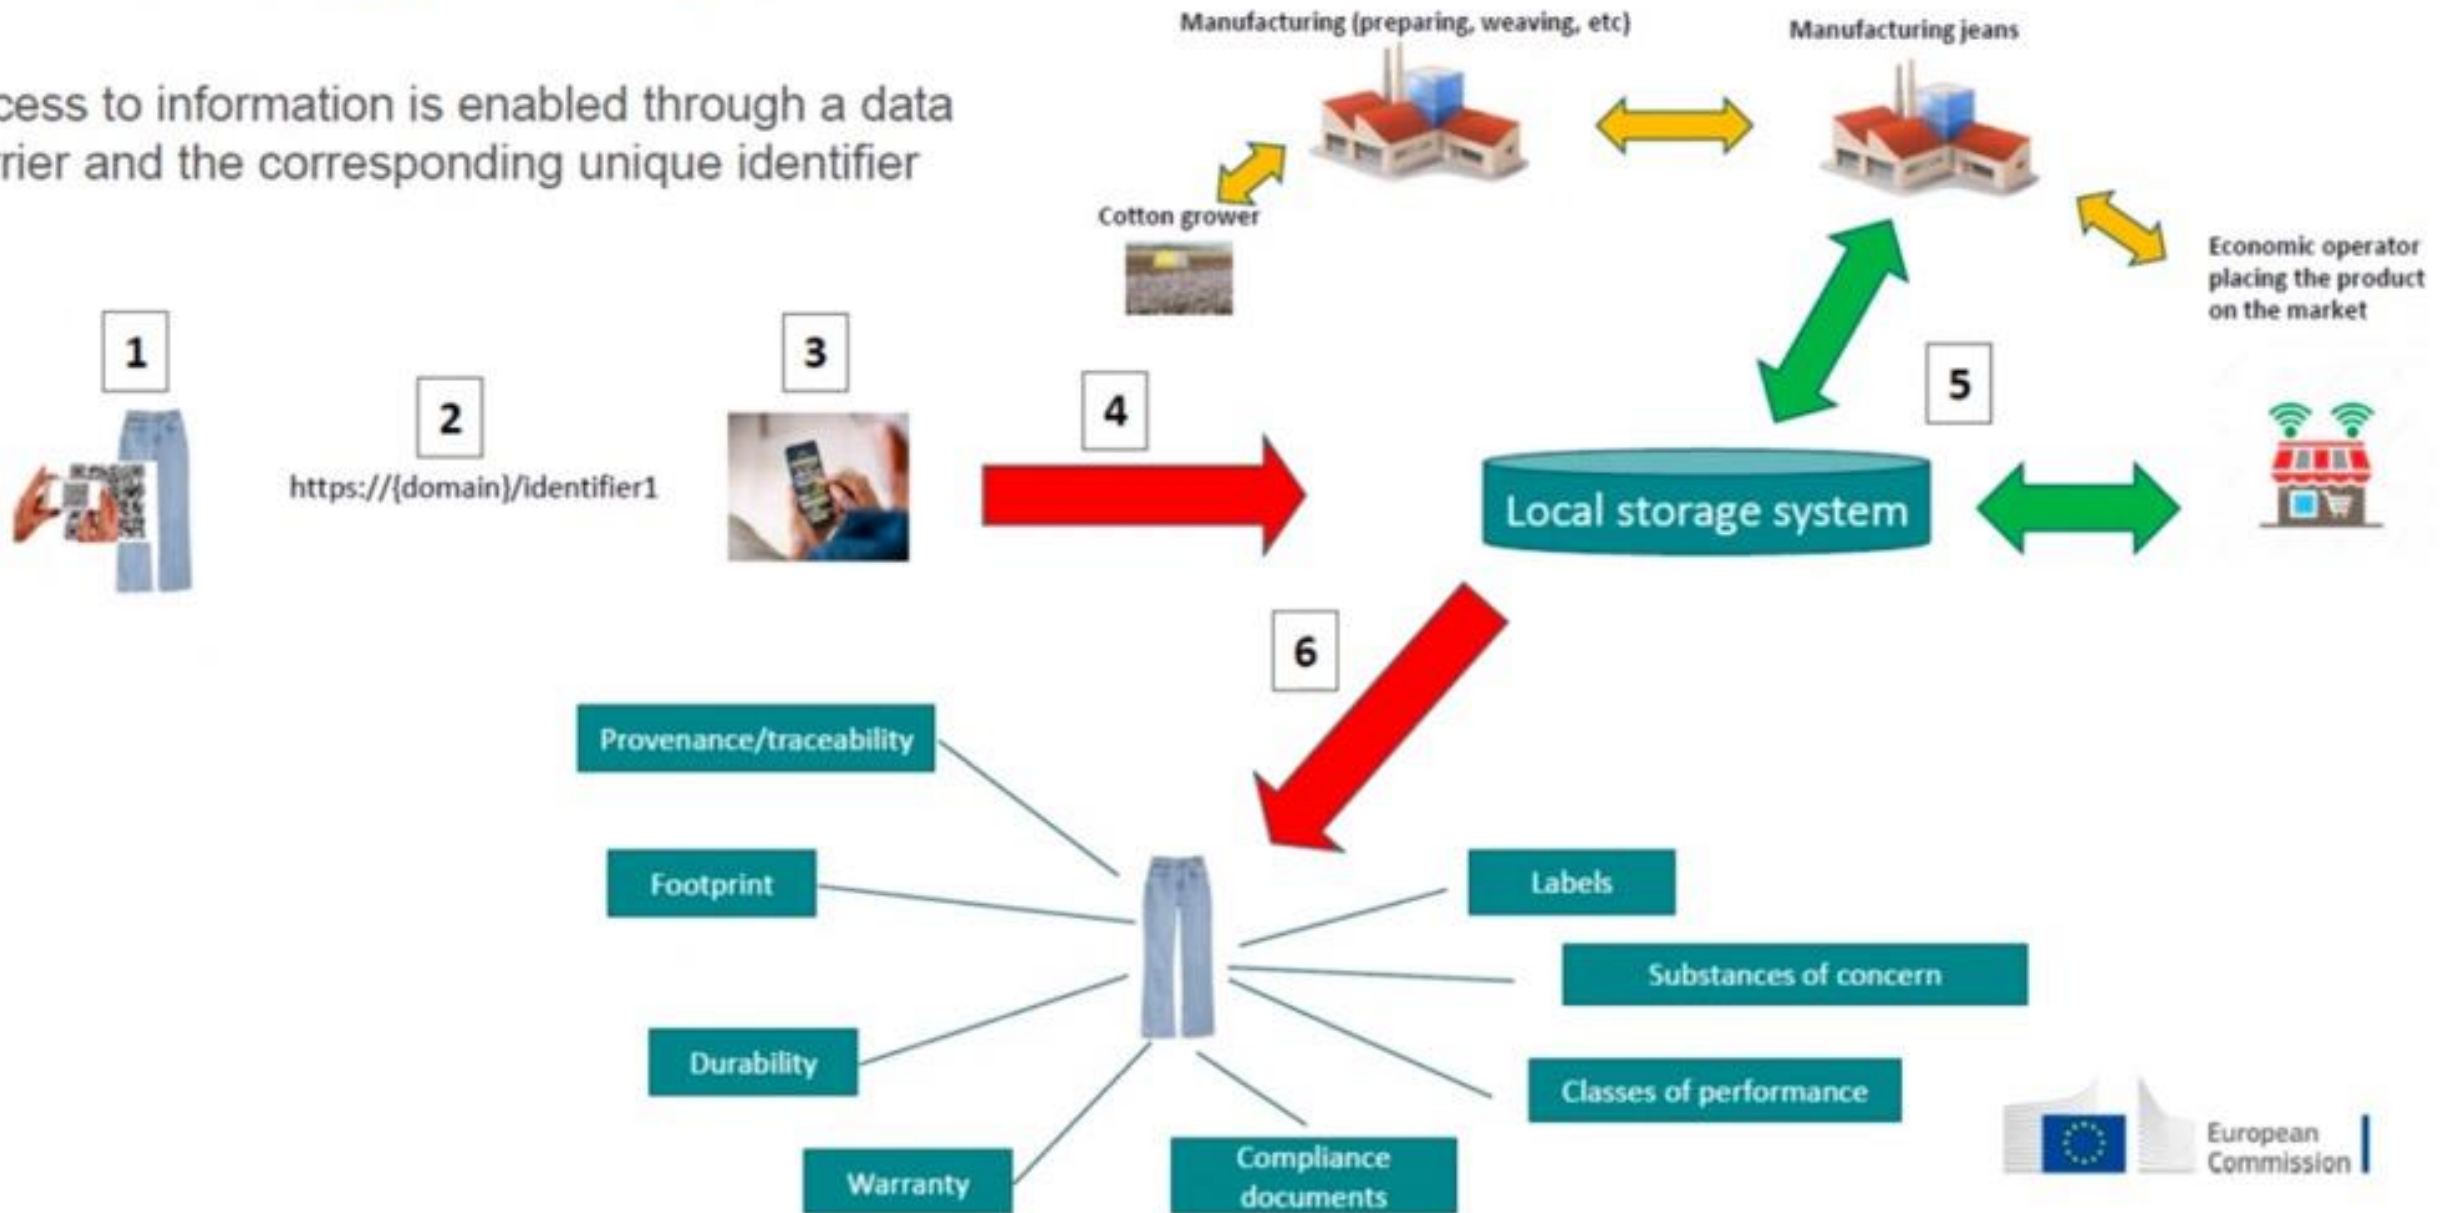 Manufacturing (preparing, weaving, etc)
Manufacturing jeans
cess to information is enabled through a data
rier and the corresponding unique identifier
Cotton grower
Economic operator
placing the product
on the market
1
2
3
4
5
https://{domain}/identifier1
Local storage system
6
Provenance/traceability
Footprint
Labels
Substances of concern
Durability
Classes of performance
Warranty
Compliance
documents
European
Commission